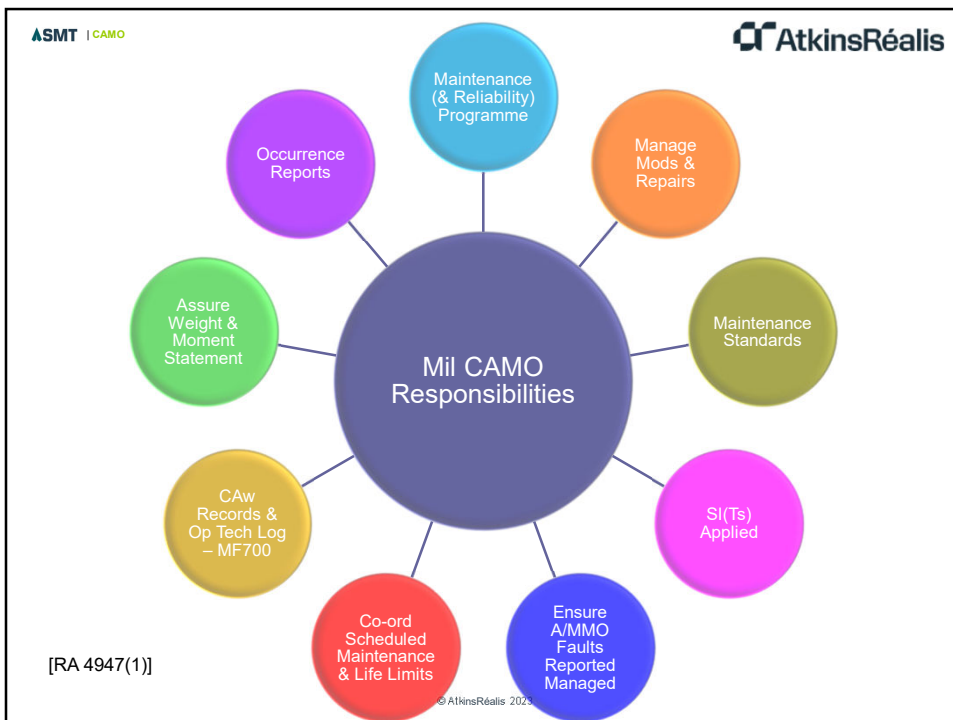 SMT | CAMO
AtkinsRéalis
Maintenance
(& Reliability)
Programme
Manage
Mods &
Repairs
Maintenance
Standards
SI(Ts)
Applied
Ensure
A/MMO
Faults
Reported
Managed
Co-ord
Scheduled
Maintenance
& Life Limits
CAw
Records &
Op Tech Log
– MF700
Assure
Weight &
Moment
Statement
Occurrence
Reports
Mil CAMO
Responsibilities
[RA 4947(1)]
© AtkinsRéalis 2023